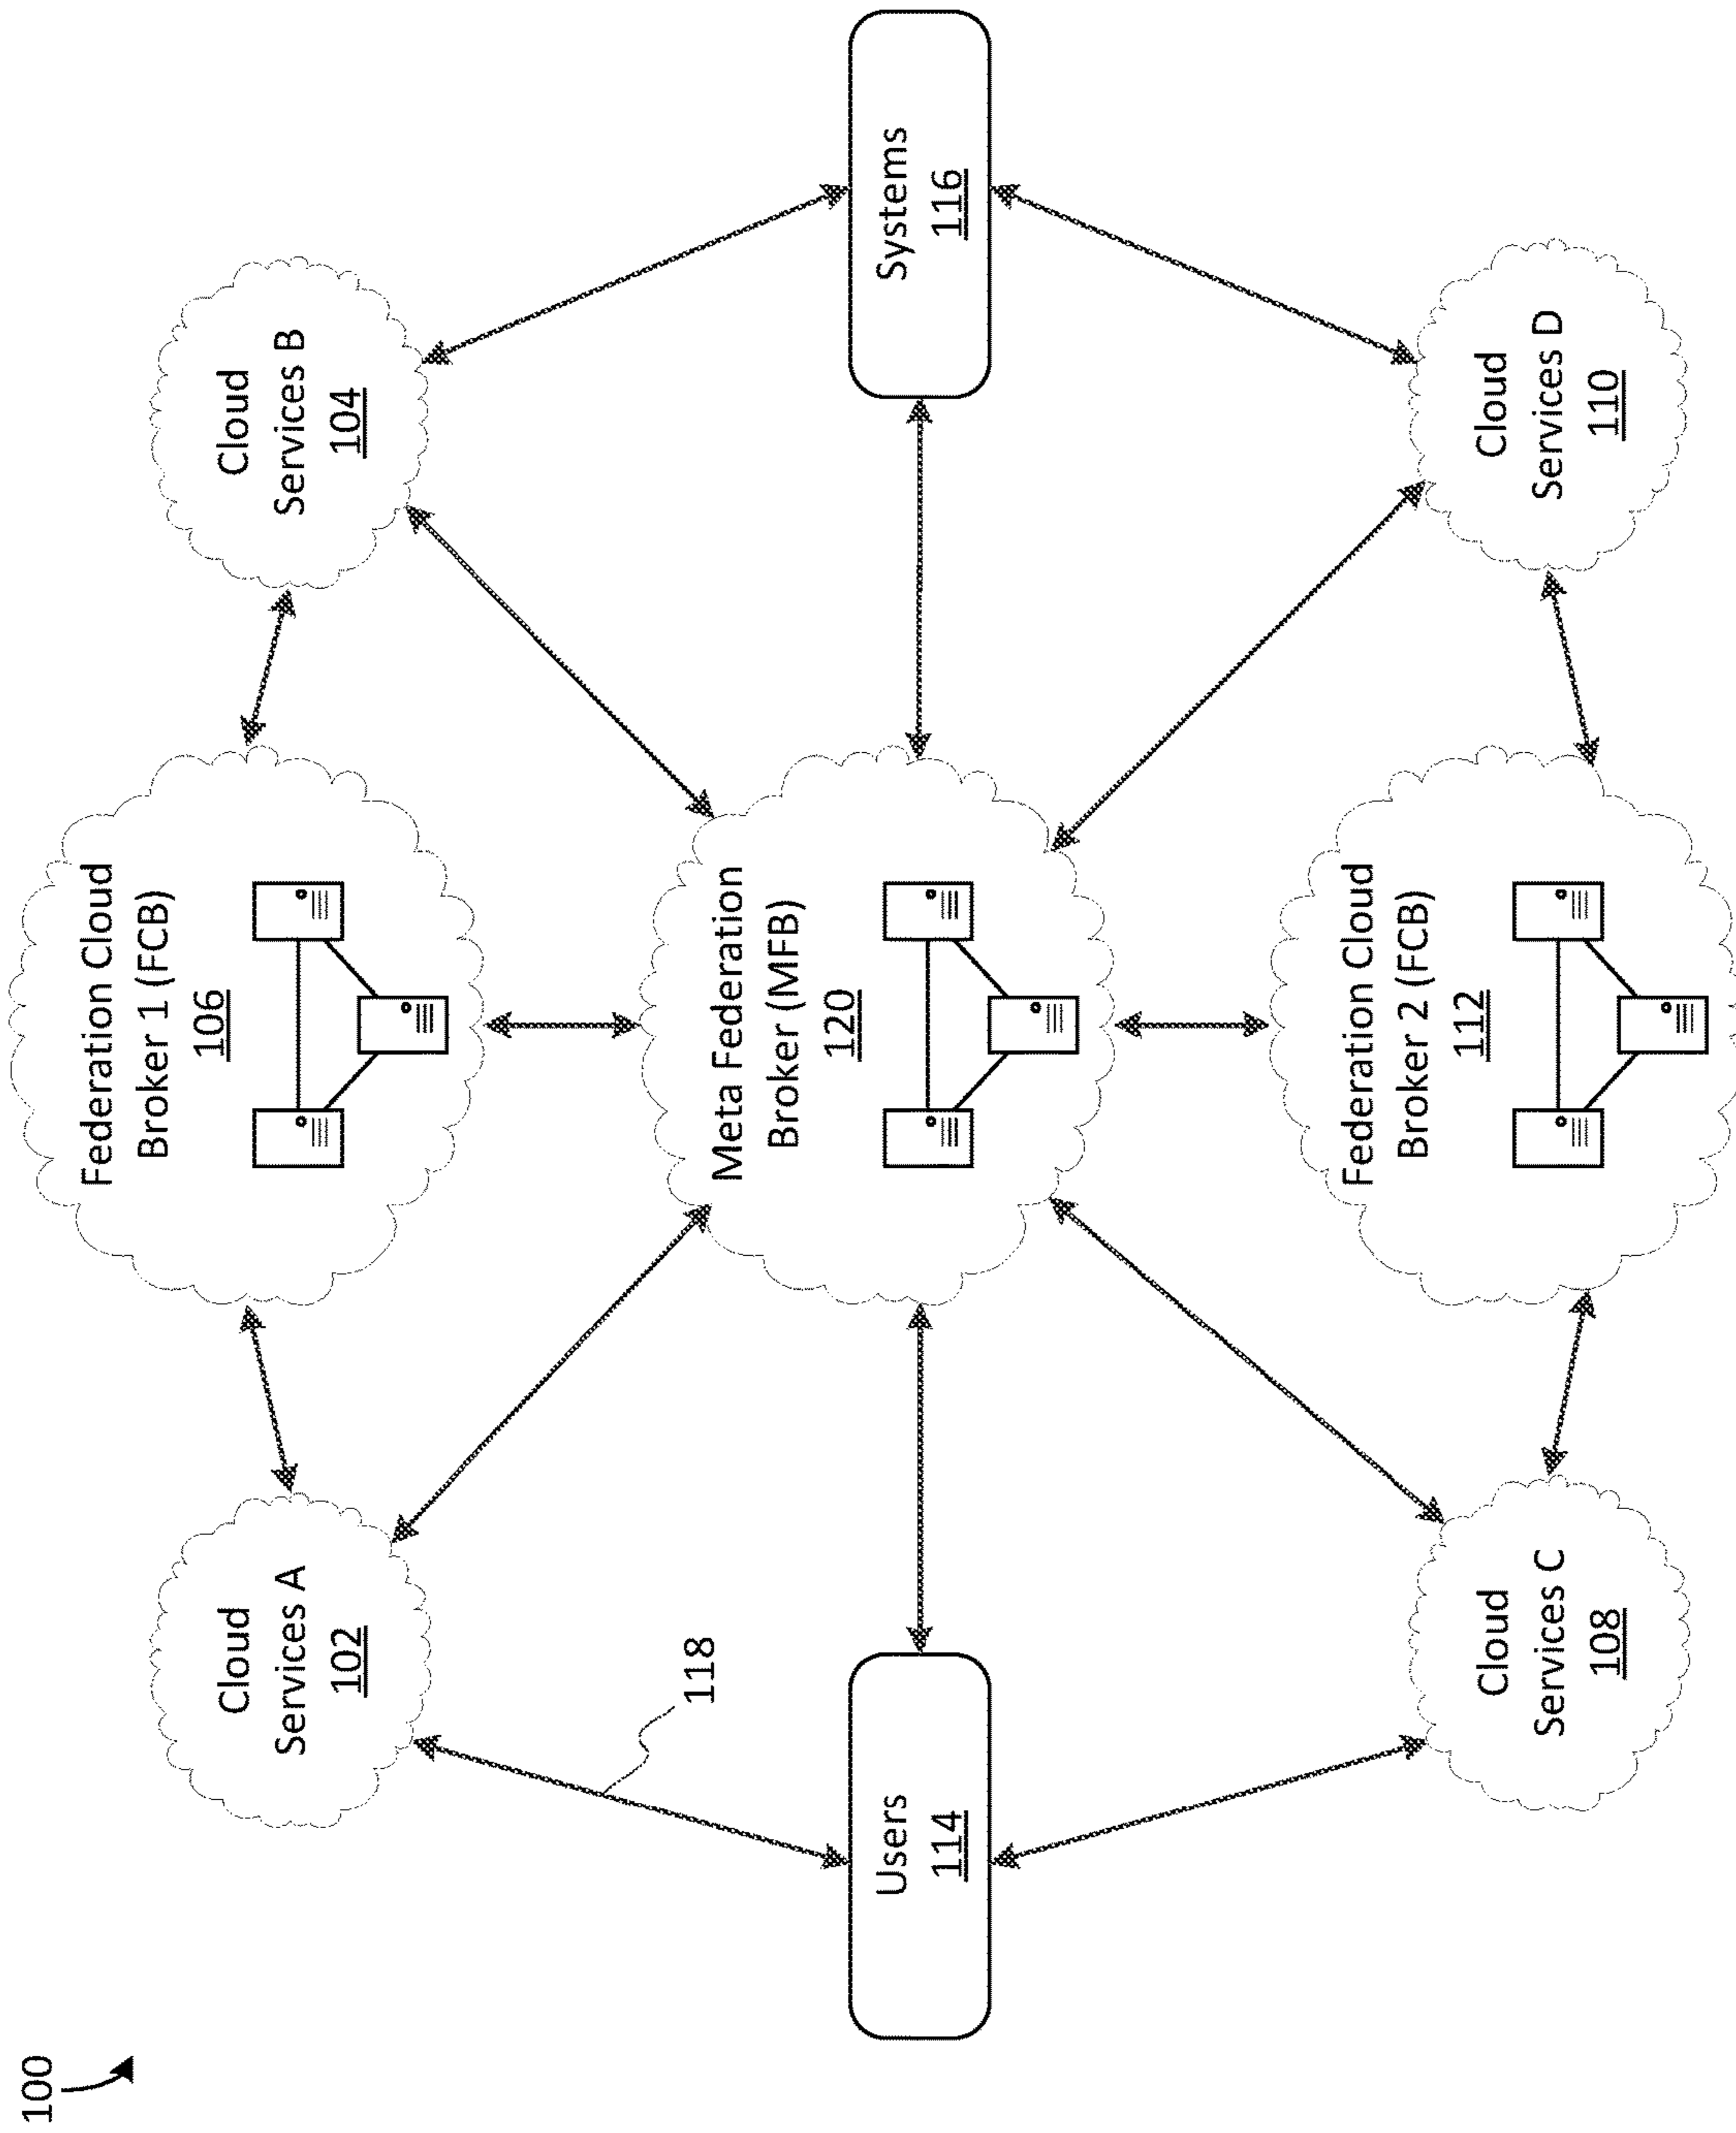 100
Federation Cloud
Broker 1 (FCB)
106
Cloud
Services A
102
Cloud
Services B
104
118
Meta Federation
Broker (MFB)
120
Users
114
Systems
116
Federation Cloud
Broker 2 (FCB)
112
Cloud
Services C
108
Cloud
Services D
110